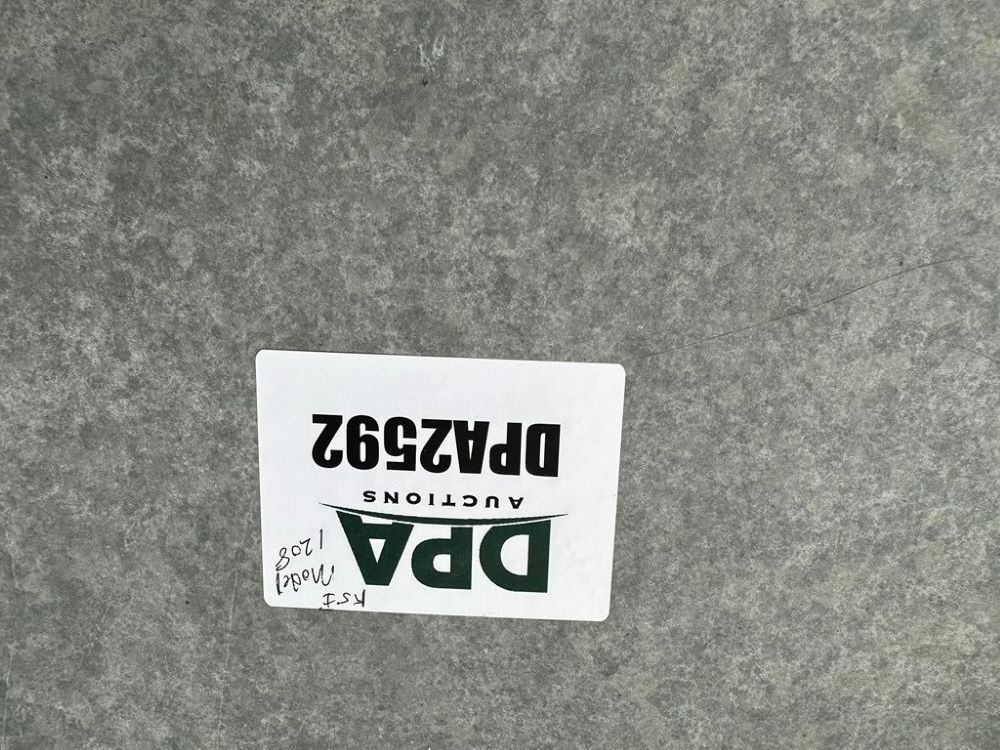 KSI
Model
1208
DPA
AUCTIONS
DPA2592